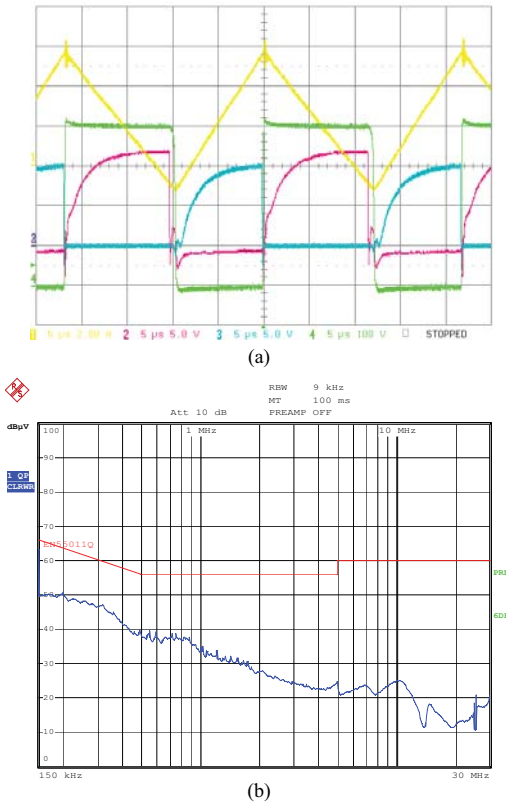 1
2
4
1 5 µs 2.00 A 2 5 µs 5.0 V 3 5 µs 5.0 V 4 5 µs 100 V STOPPED
(a)
R S
RBW 9 kHz
MT 100 ms
Att 10 dB PREAMP OFF
dBµV
100 1 MHz 10 MHz
90
1 QP
CLRWR
80
70
EN55011Q
60
PRN
50
6DB
40
30
20
10
0
150 kHz 30 MHz
(b)